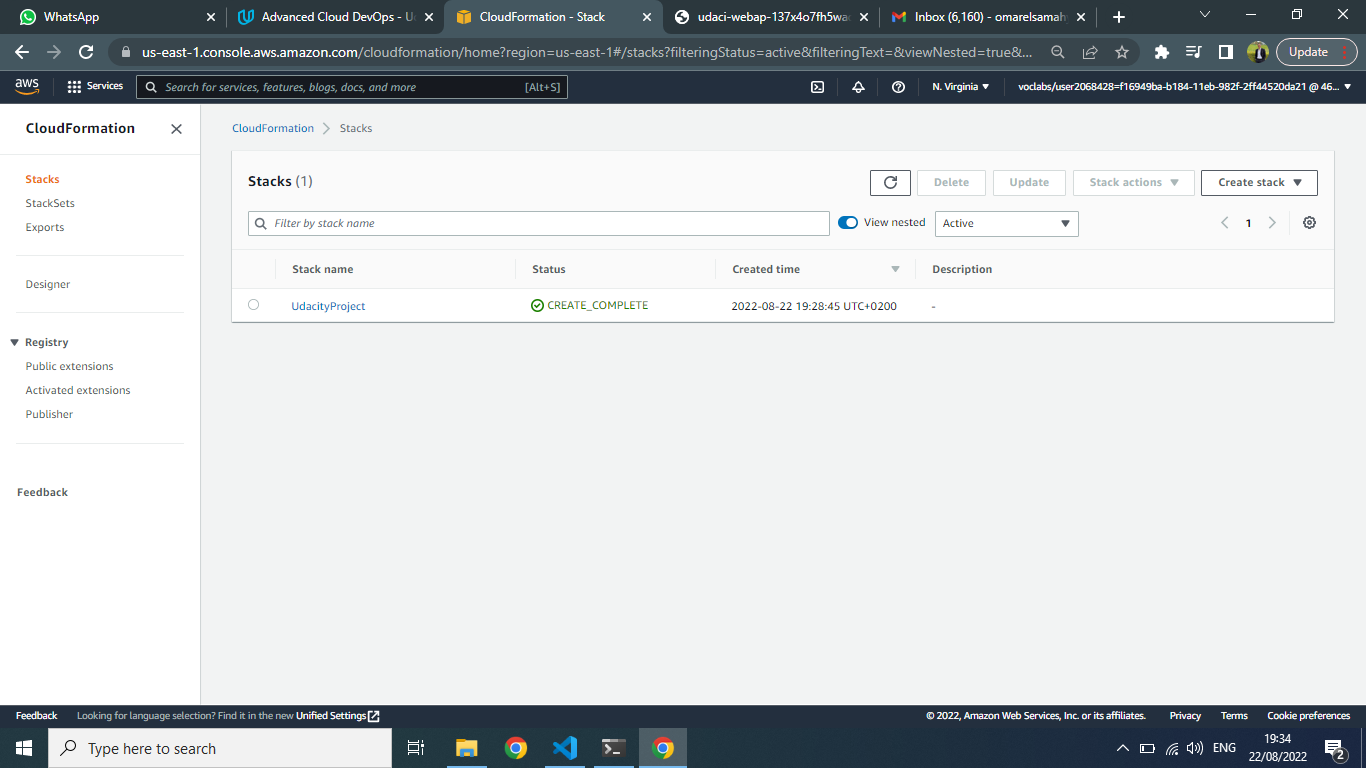 WhatsApp
Advanced Cloud DevOps - U
CloudFormation - Stack
udaci-webap-137x4o7fh5wa
Inbox (6,160) - omarelsamah
us-east-1.console.aws.amazon.com/cloudformation/home?region=us-east-1#/stacks?filteringStatus=active&filteringText=&viewNested=true&...
Update
aws
Services
Search for services, features, blogs, docs, and more
[Alt+S]
N. Virginia
voclabs/user2068428=f16949ba-b184-11eb-982f-2ff44520da21 @ 46...
CloudFormation
Stacks
StackSets
Exports
Designer
Registry
Public extensions
Activated extensions
Publisher
Feedback
CloudFormation
Stacks
Stacks (1)
Delete
Update
Stack actions
Create stack
Filter by stack name
View nested
Active
1
Stack name
Status
Created time
Description
UdacityProject
CREATE_COMPLETE
2022-08-22 19:28:45 UTC+0200
-
Feedback
Looking for language selection? Find it in the new Unified Settings
© 2022, Amazon Web Services, Inc. or its affiliates.
Privacy
Terms
Cookie preferences
Type here to search
ENG
19:34
22/08/2022
2